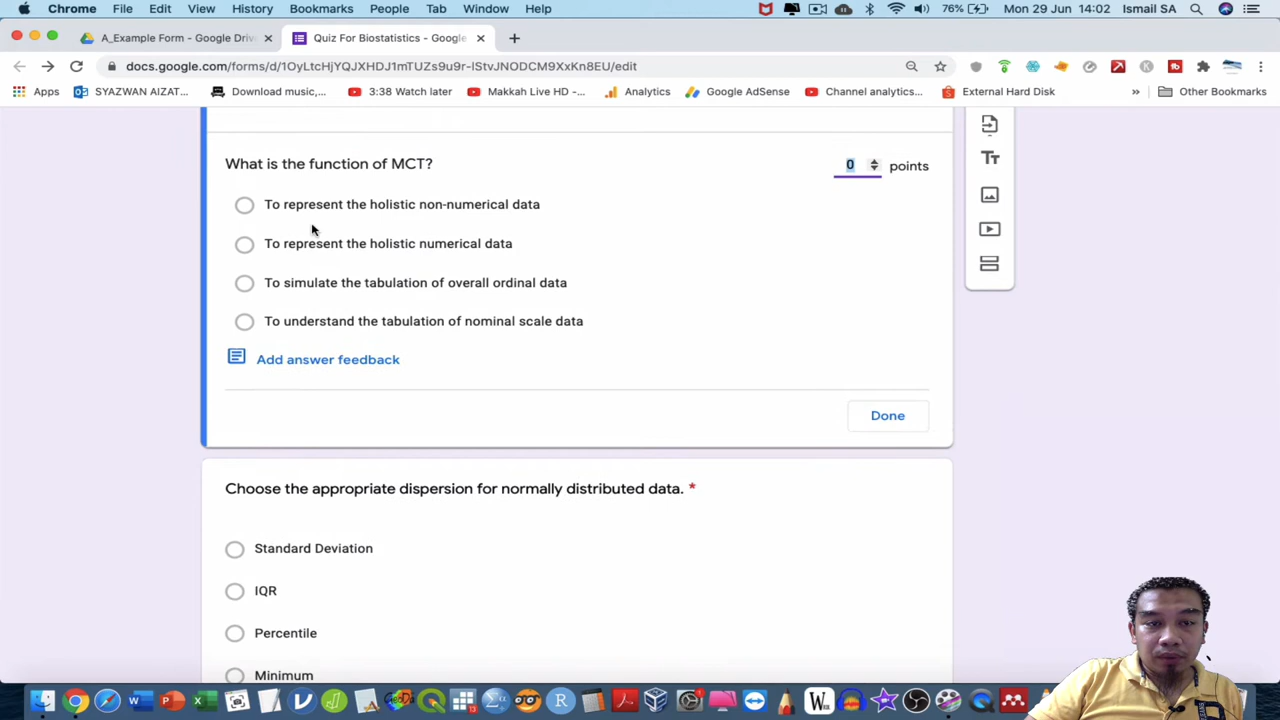 Chrome File Edit View History Bookmarks People Tab Window Help 76% Mon 29 Jun 14:02 Ismail SA
A_Example Form - Google Driv
Quiz For Biostatistics - Google
docs.google.com/forms/d/1OyLtcHjYQJXHDJ1mTUZs9u9r-IStvJNODCM9XxKn8EU/edit
Apps SYAZWAN AIZAT... Download music,... 3:38 Watch later Makkah Live HD -... Analytics Google AdSense Channel analytics... External Hard Disk » Other Bookmarks
What is the function of MCT?
0 points
To represent the holistic non-numerical data
To represent the holistic numerical data
To simulate the tabulation of overall ordinal data
To understand the tabulation of nominal scale data
Add answer feedback
Done
Choose the appropriate dispersion for normally distributed data. *
Standard Deviation
IQR
Percentile
Minimum